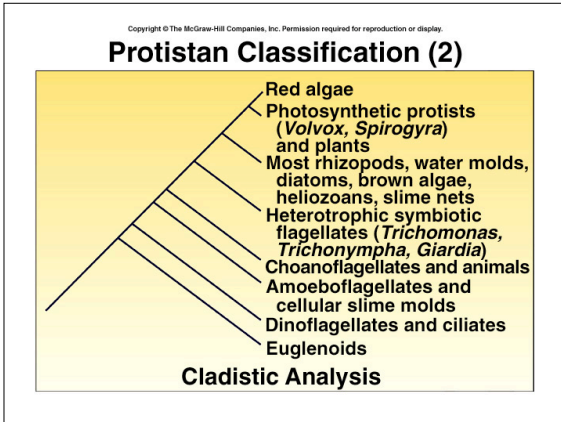 Copyright © The McGraw-Hill Companies, Inc. Permission required for reproduction or display.
Protistan Classification (2)
Red algae
Photosynthetic protists
(Volvox, Spirogyra)
and plants
Most rhizopods, water molds,
diatoms, brown algae,
heliozoans, slime nets
Heterotrophic symbiotic
flagellates (Trichomonas,
Trichonympha, Giardia)
Choanoflagellates and animals
Amoeboflagellates and
cellular slime molds
Dinoflagellates and ciliates
Euglenoids
Cladistic Analysis